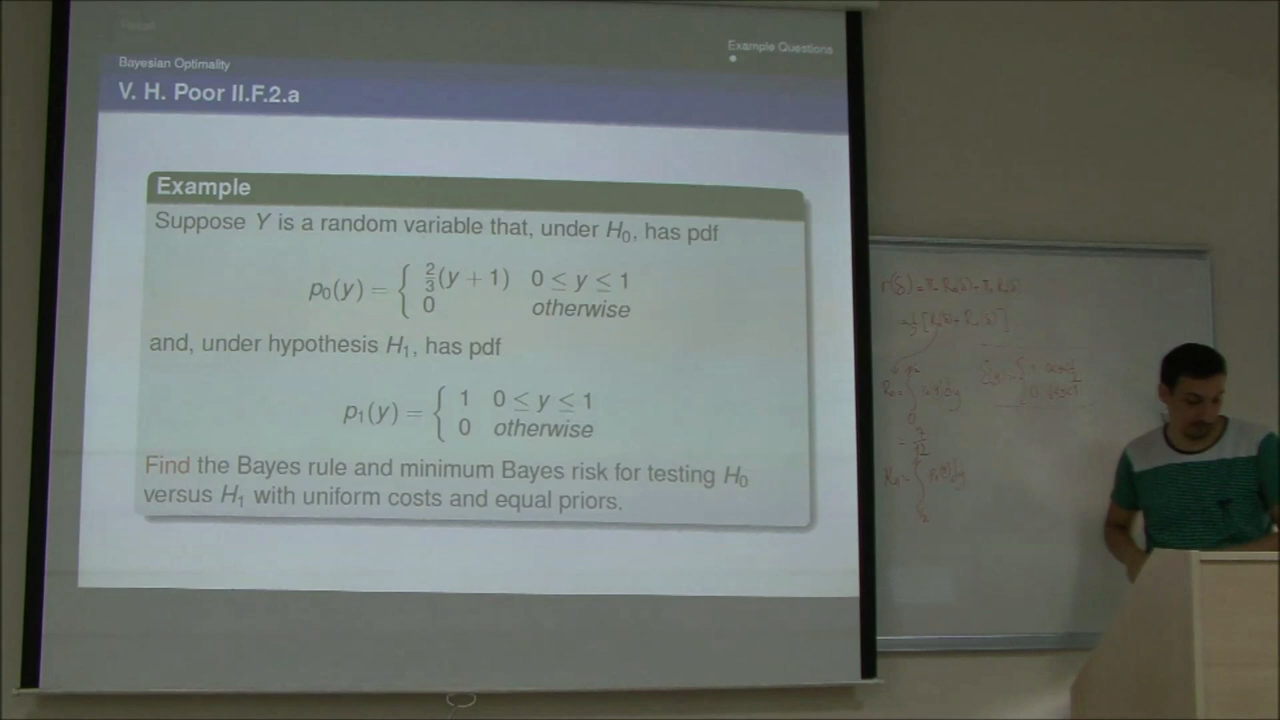 Example Questions
Bayesian Optimality
V. H. Poor II.F.2.a
Example
Suppose Y is a random variable that, under H₀, has pdf
p₀(y) = { 2/3(y + 1) 0 ≤ y ≤ 1
0 otherwise
and, under hypothesis H₁, has pdf
p₁(y) = { 1 0 ≤ y ≤ 1
0 otherwise
Find the Bayes rule and minimum Bayes risk for testing H₀
versus H₁ with uniform costs and equal priors.